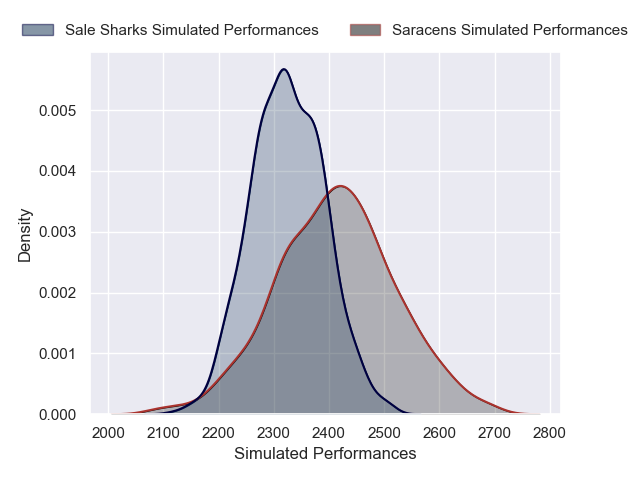 Sale Sharks Simulated Performances Saracens Simulated Performances
0.005
0.004
0.003
0.002
0.001
0.000
Density
2000 2100 2200 2300 2400 2500 2600 2700 2800
Simulated Performances